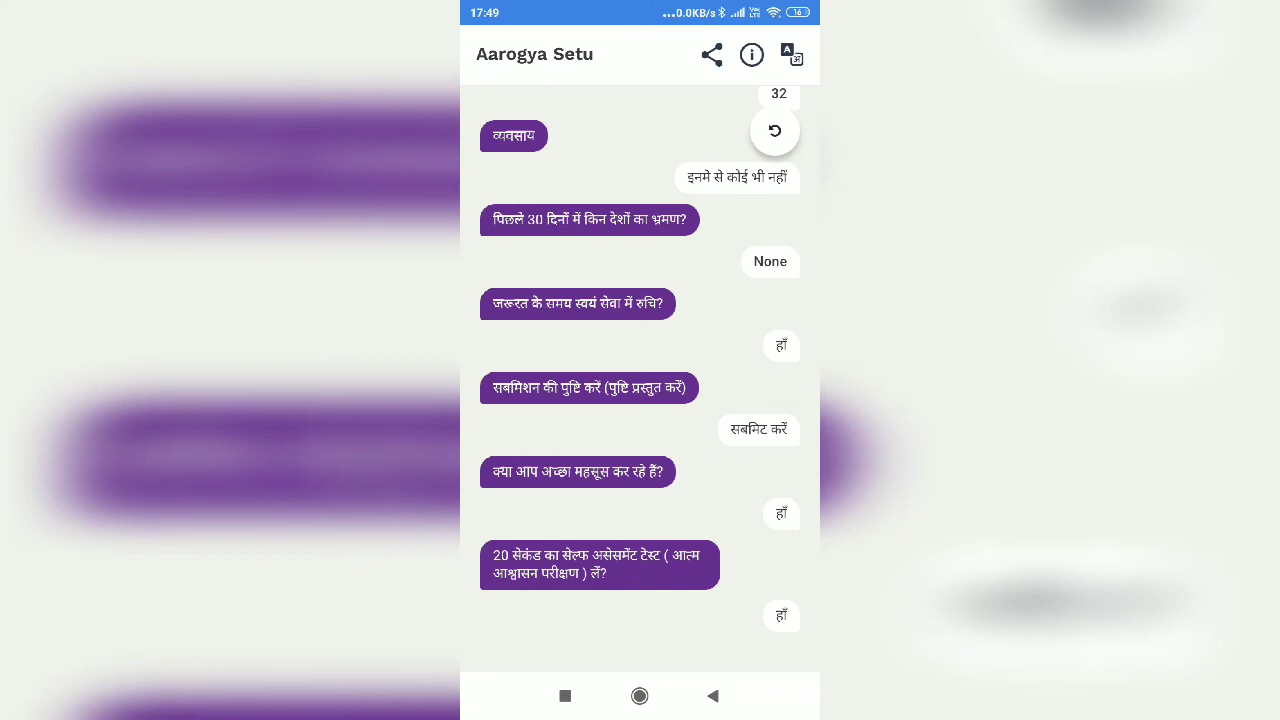 17:49
...0.0KB/s Vo LTE 16
Aarogya Setu
A अ
32
व्यवसाय
इनमे से कोई भी नहीं
पिछले 30 दिनों में किन देशों का भ्रमण?
None
जरूरत के समय स्वयं सेवा में रुचि?
हाँ
सबमिशन की पुष्टि करें (पुष्टि प्रस्तुत करें)
सबमिट करें
क्या आप अच्छा महसूस कर रहे हैं?
हाँ
20 सेकंड का सेल्फ असेसमेंट टेस्ट ( आत्म
आश्वासन परीक्षण ) लें?
हाँ